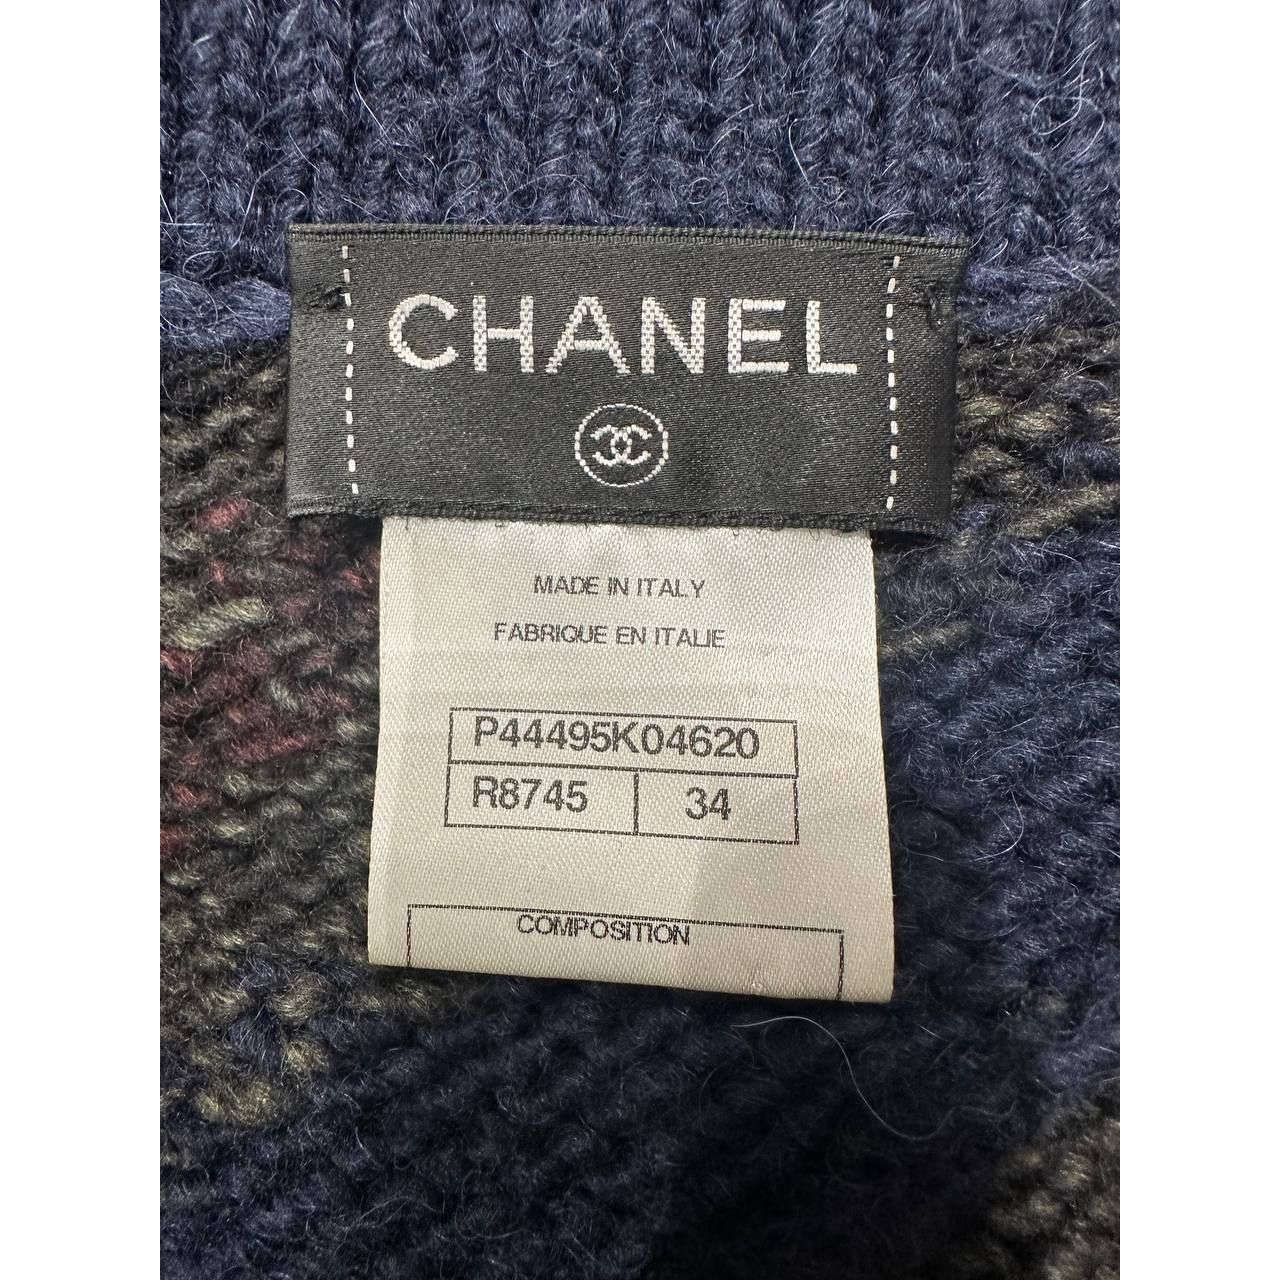 CHANEL
MADE IN ITALY
FABRIQUE EN ITALIE
P44495K04620
R8745 34
COMPOSITION